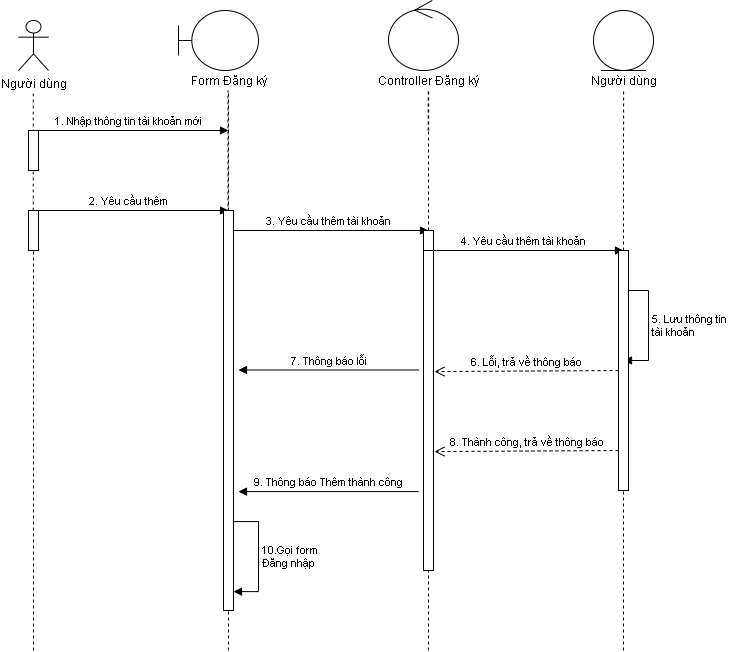 Người dùng
Form Đăng ký
Controller Đăng ký
Người dùng
1. Nhập thông tin tài khoản mới
2. Yêu cầu thêm
3. Yêu cầu thêm tài khoản
4. Yêu cầu thêm tài khoản
5. Lưu thông tin
tài khoản
6. Lỗi, trả về thông báo
7. Thông báo lỗi
8. Thành công, trả về thông báo
9. Thông báo Thêm thành công
10.Gọi form
Đăng nhập